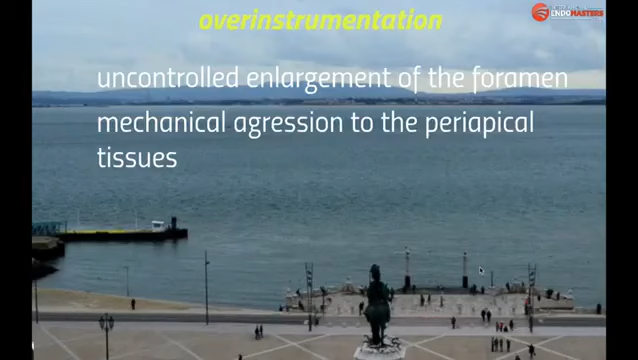 overinstrumentation
ENDOMASTERS
uncontrolled enlargement of the foramen
mechanical agression to the periapical
tissues